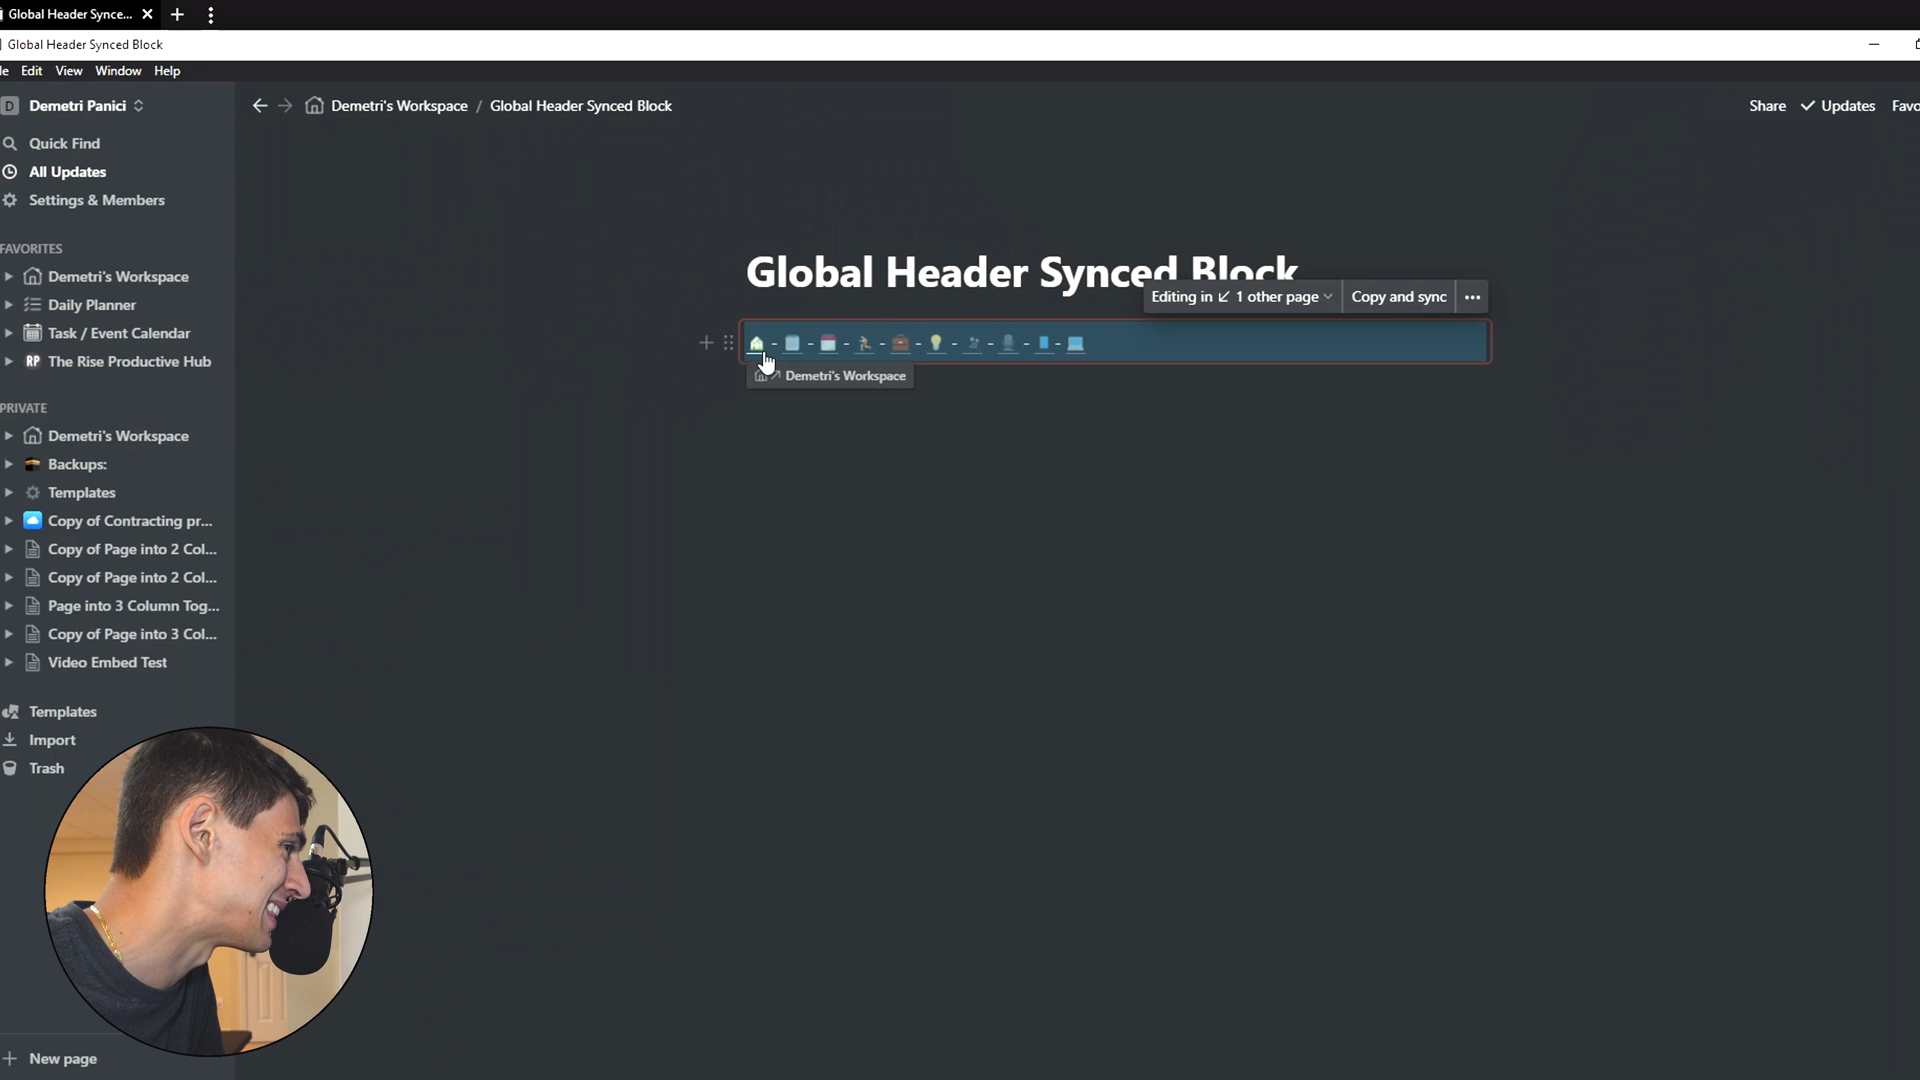 Global Header Synce...
Global Header Synced Block
Edit View Window Help
D Demetri Panici
Demetri's Workspace / Global Header Synced Block
Share Updates
Quick Find
All Updates
Settings & Members
FAVORITES
Demetri's Workspace
Daily Planner
Task / Event Calendar
RP The Rise Productive Hub
PRIVATE
Demetri's Workspace
Backups:
Templates
Copy of Contracting pr...
Copy of Page into 2 Col...
Copy of Page into 2 Col...
Page into 3 Column Tog...
Copy of Page into 3 Col...
Video Embed Test
Templates
Import
Trash
New page
Global Header Synced Block
Editing in ↙ 1 other page Copy and sync ...
- - - - - - - - -
Demetri's Workspace